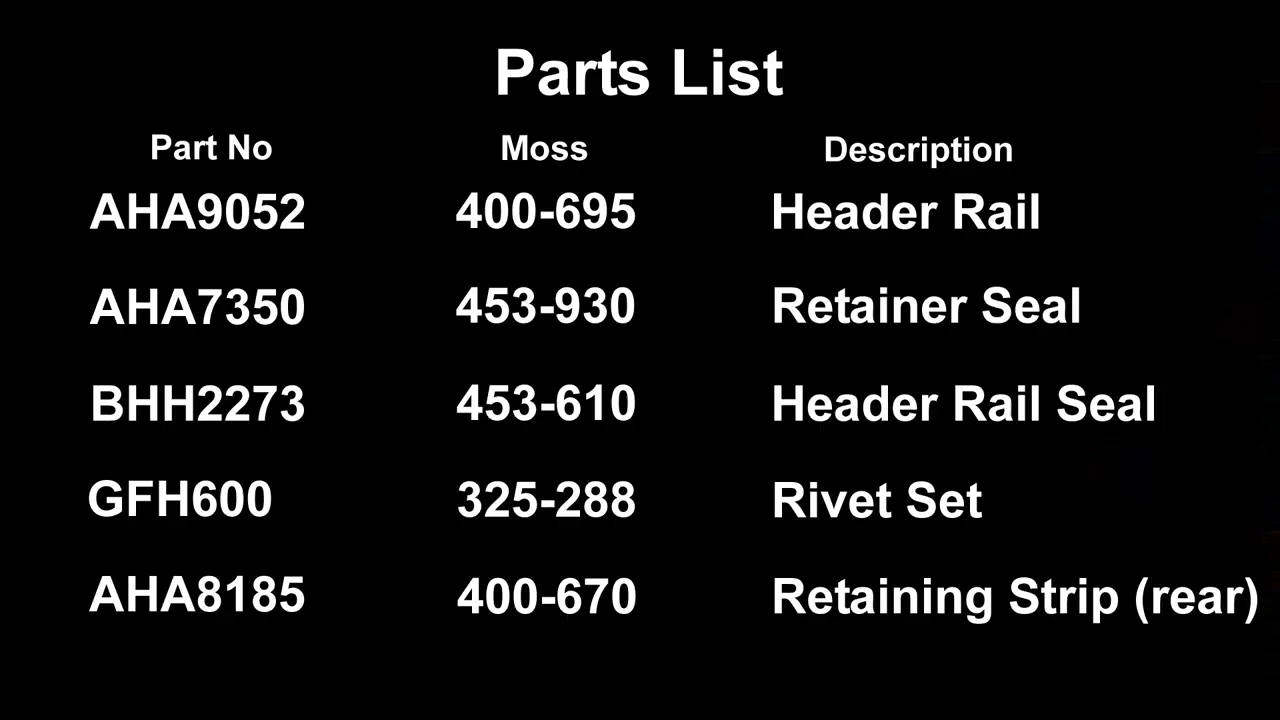 Parts List
Part No Moss Description
AHA9052 400-695 Header Rail
AHA7350 453-930 Retainer Seal
BHH2273 453-610 Header Rail Seal
GFH600 325-288 Rivet Set
AHA8185 400-670 Retaining Strip (rear)